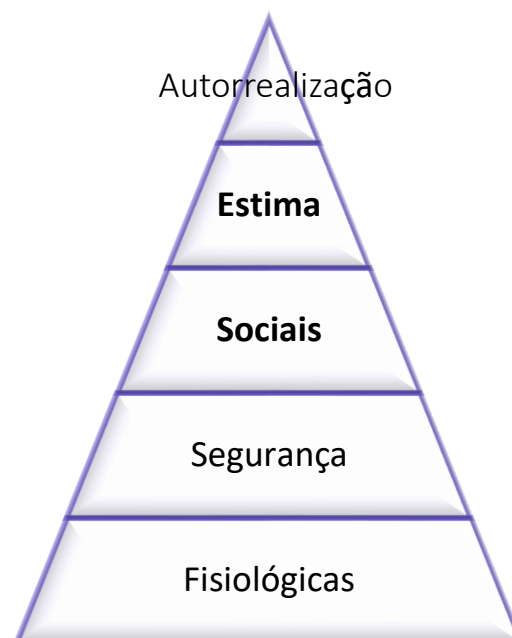 Autorrealização
Estima
Sociais
Segurança
Fisiológicas